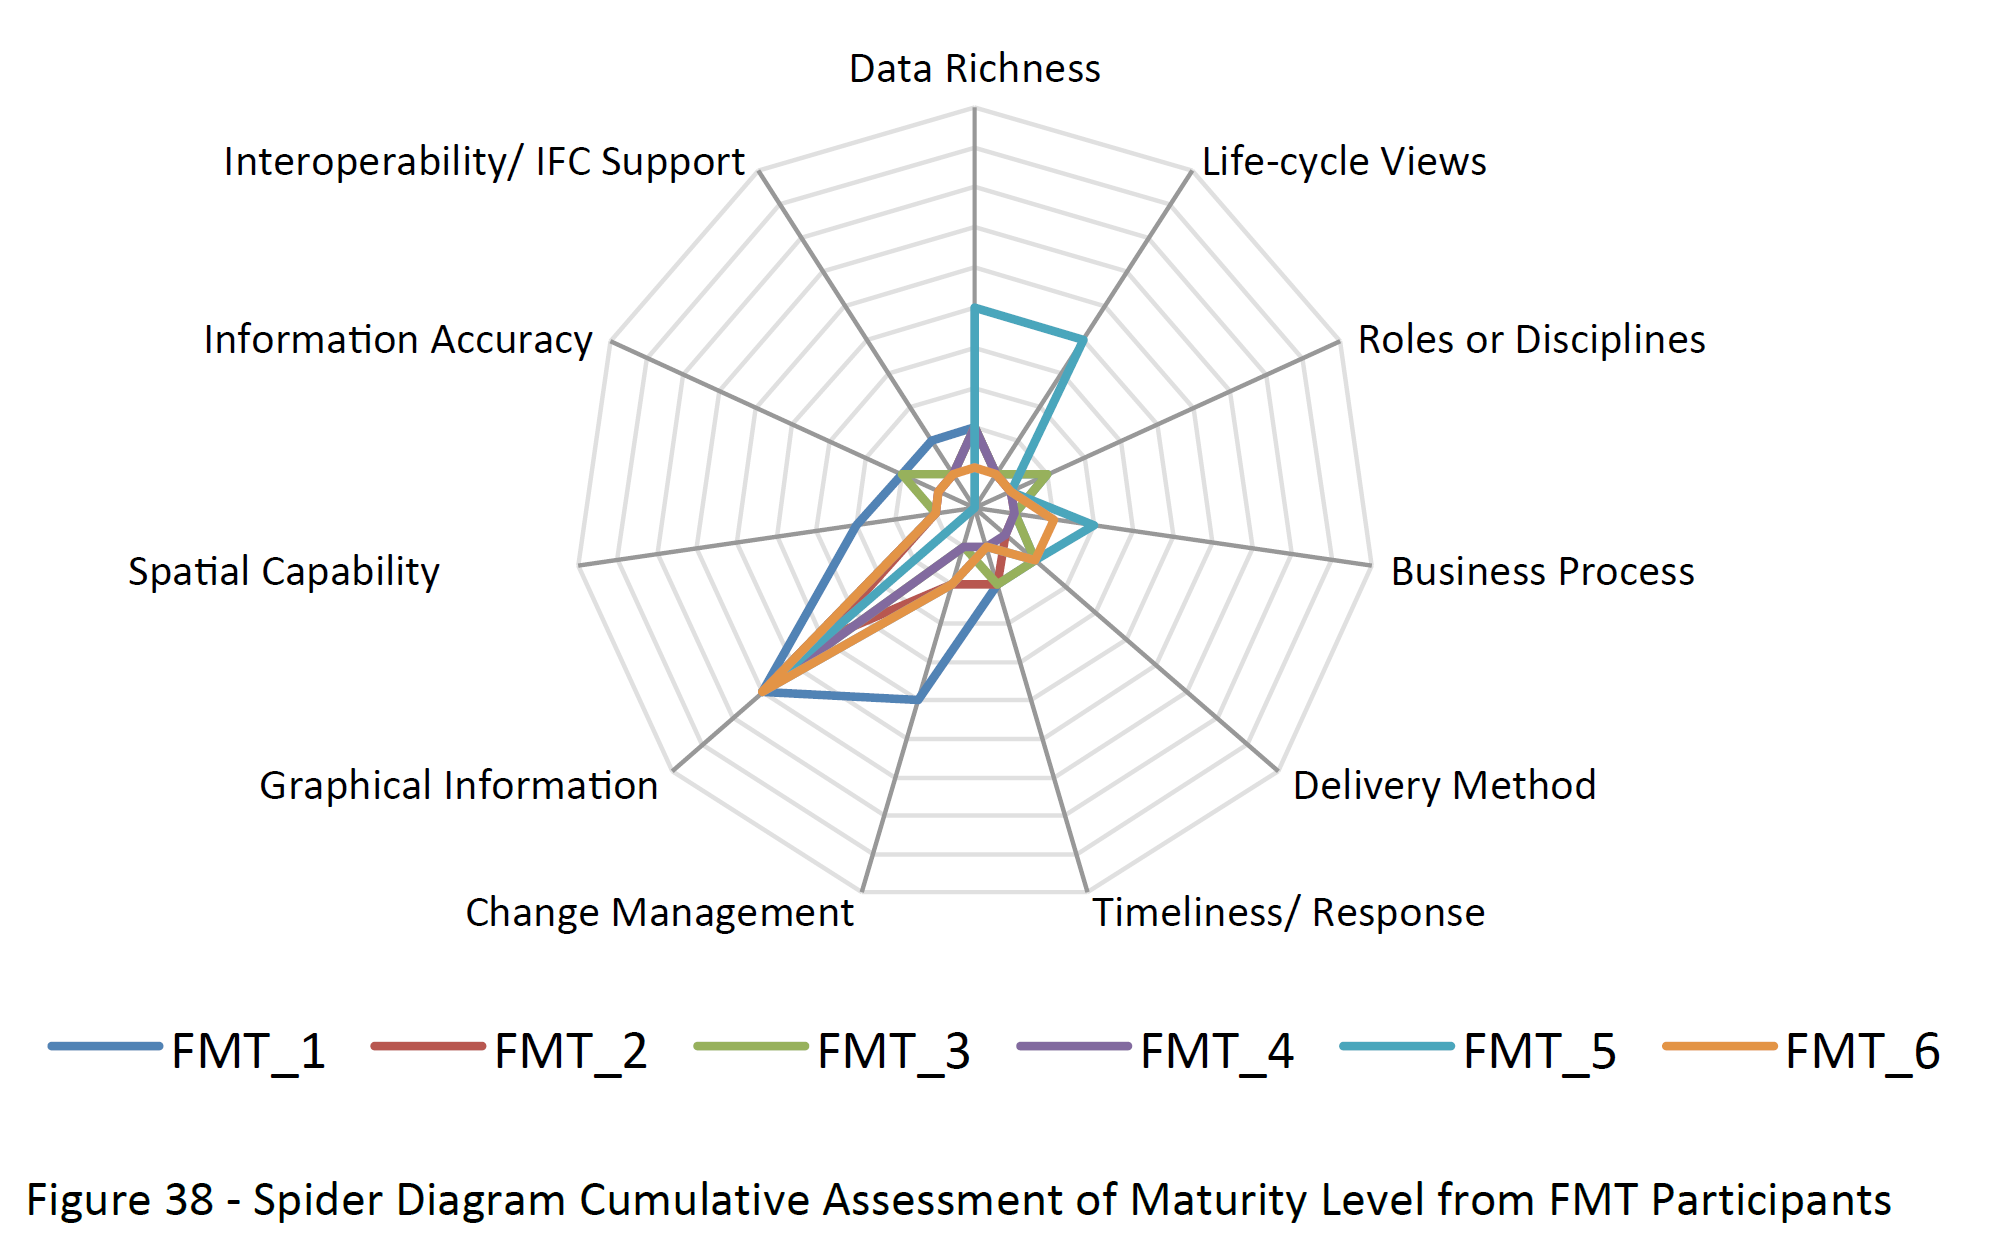 Data Richness
Interoperability/ IFC Support
Life-cycle Views
Information Accuracy
Roles or Disciplines
Spatial Capability
Business Process
Graphical Information
Delivery Method
Change Management
Timeliness/ Response
FMT_1 FMT_2 FMT_3 FMT_4 FMT_5 FMT_6
Figure 38 - Spider Diagram Cumulative Assessment of Maturity Level from FMT Participants